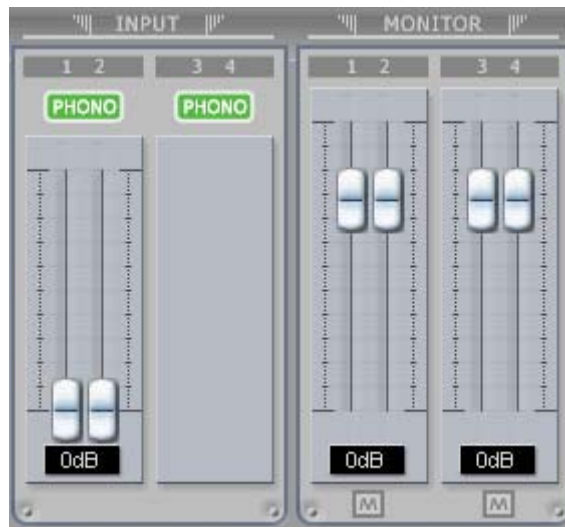 INPUT
MONITOR
1 2
3 4
1 2
3 4
PHONO
PHONO
0dB
0dB
0dB
M
M